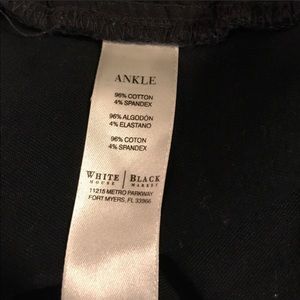 ANKLE
96% COTTON
4% SPANDEX
96% ALGODÓN
4% ELASTANO
96% COTON
4% SPANDEX
WHITE | BLACK
HOUSE | MARKET
11215 METRO PARKWAY
FORT MYERS, FL 33966